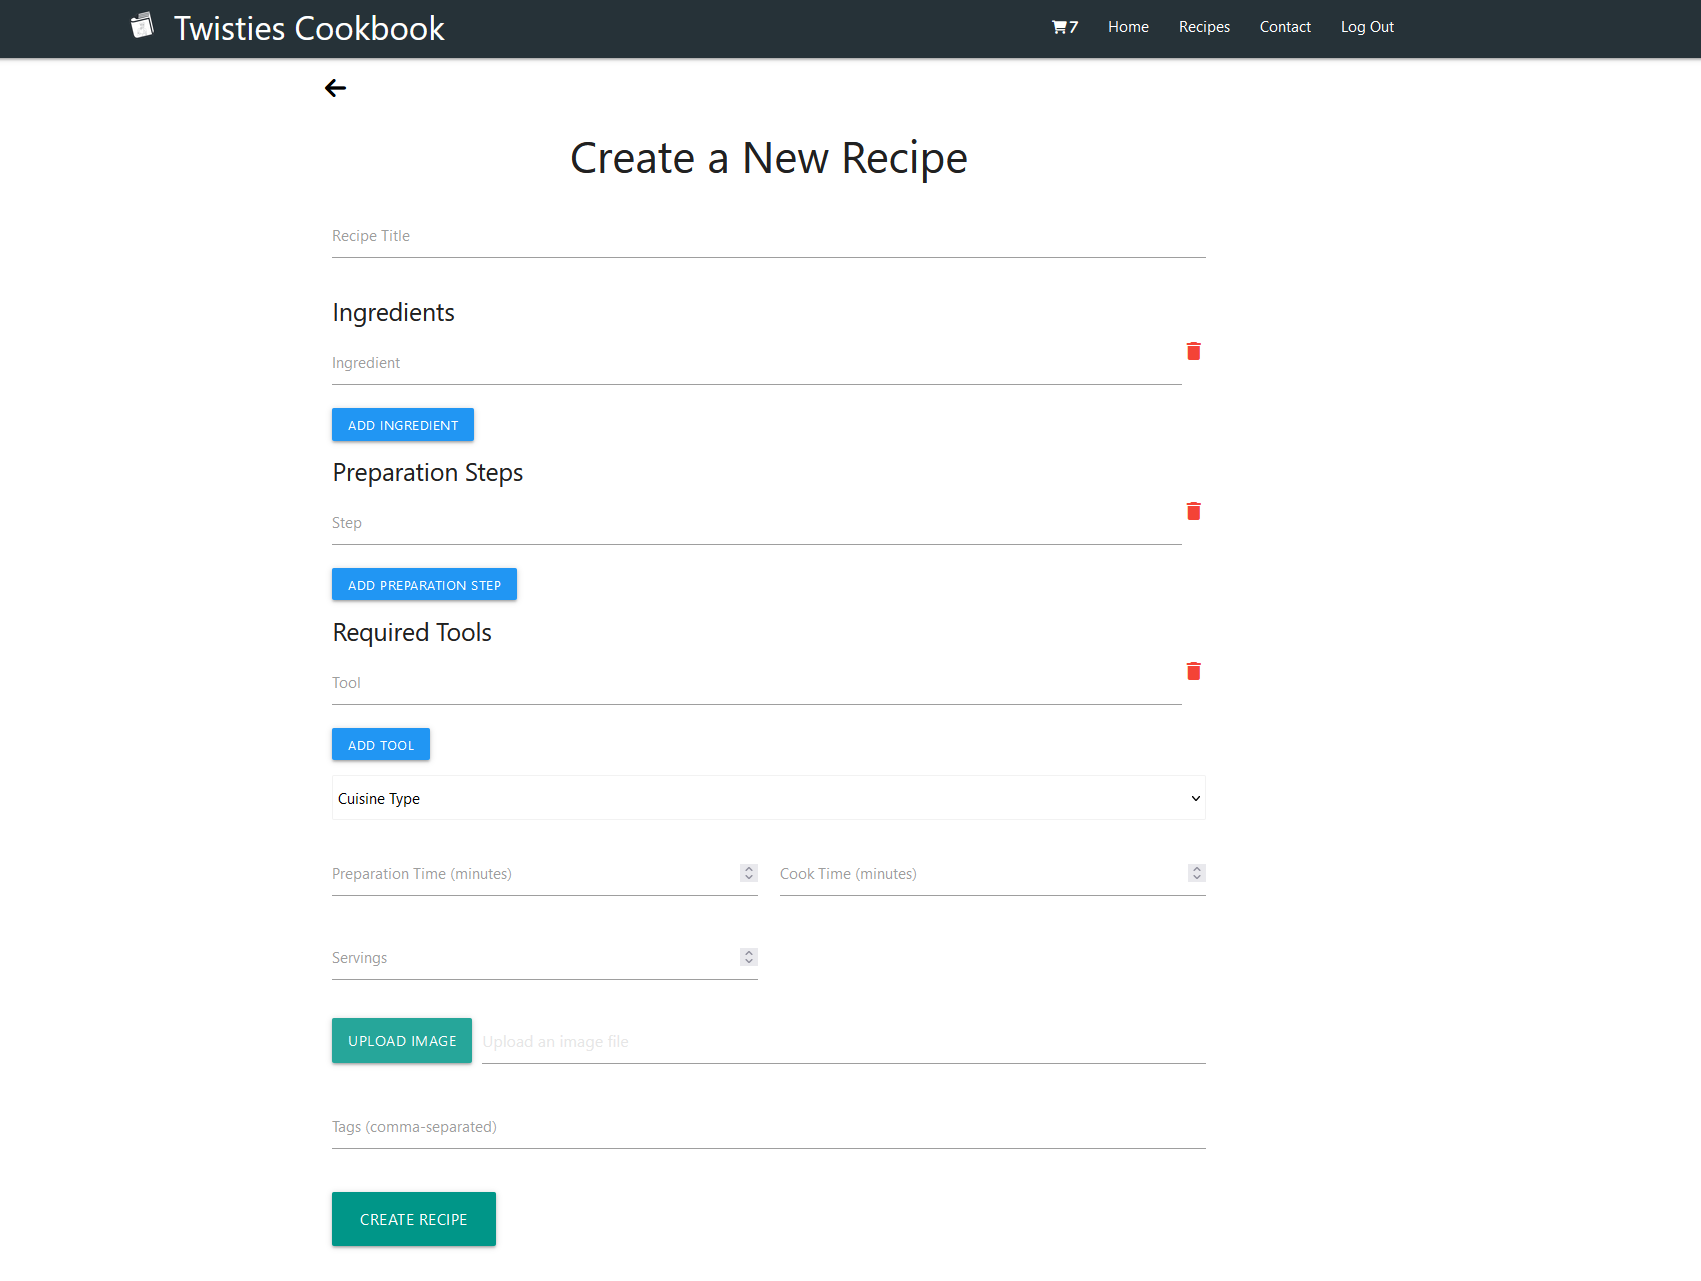 Twisties Cookbook
7 Home Recipes Contact Log Out
Create a New Recipe
Recipe Title
Ingredients
Ingredient
ADD INGREDIENT
Preparation Steps
Step
ADD PREPARATION STEP
Required Tools
Tool
ADD TOOL
Cuisine Type
Preparation Time (minutes) Cook Time (minutes)
Servings
UPLOAD IMAGE Upload an image file
Tags (comma-separated)
CREATE RECIPE